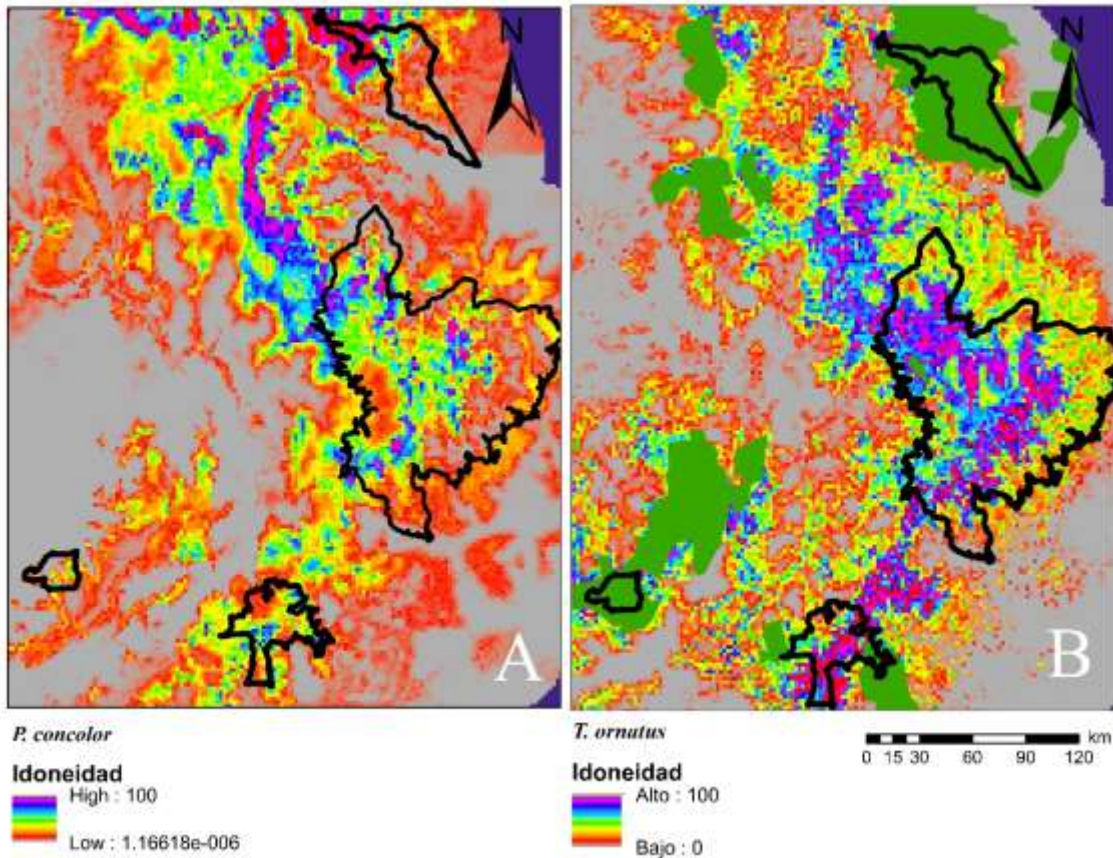 N
N
A
B
P. concolor
Idoneidad
High : 100
Low : 1.16618e-006
T. ornatus
Idoneidad
Alto : 100
Bajo : 0
km
0 15 30 60 90 120